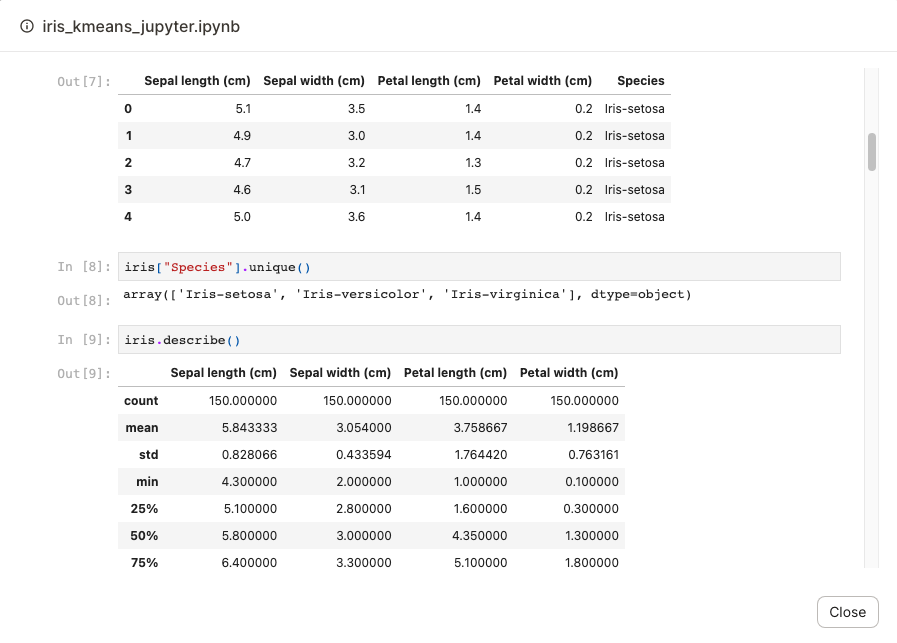 iris_kmeans_jupyter.ipynb
Out[7]: Sepal length (cm) Sepal width (cm) Petal length (cm) Petal width (cm) Species
0 5.1 3.5 1.4 0.2 Iris-setosa
1 4.9 3.0 1.4 0.2 Iris-setosa
2 4.7 3.2 1.3 0.2 Iris-setosa
3 4.6 3.1 1.5 0.2 Iris-setosa
4 5.0 3.6 1.4 0.2 Iris-setosa
In [8]: iris["Species"].unique()
Out[8]: array(['Iris-setosa', 'Iris-versicolor', 'Iris-virginica'], dtype=object)
In [9]: iris.describe()
Out[9]: Sepal length (cm) Sepal width (cm) Petal length (cm) Petal width (cm)
count 150.000000 150.000000 150.000000 150.000000
mean 5.843333 3.054000 3.758667 1.198667
std 0.828066 0.433594 1.764420 0.763161
min 4.300000 2.000000 1.000000 0.100000
25% 5.100000 2.800000 1.600000 0.300000
50% 5.800000 3.000000 4.350000 1.300000
75% 6.400000 3.300000 5.100000 1.800000
Close